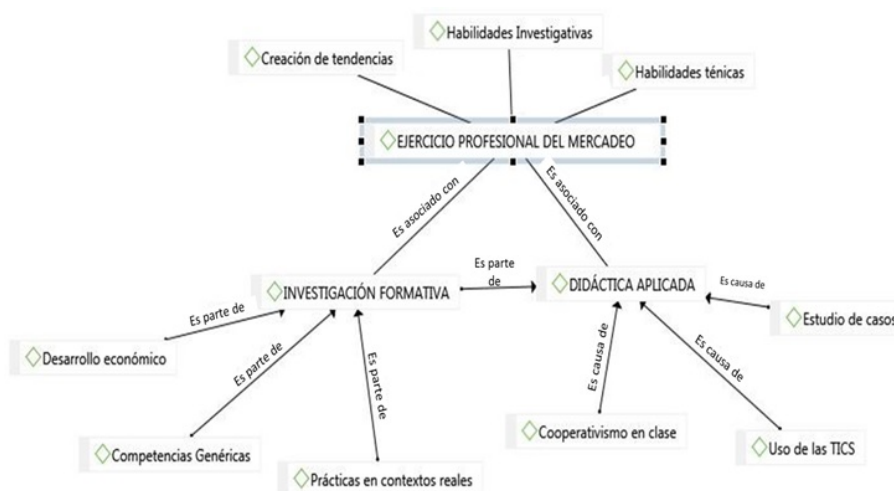 Habilidades Investigativas
Creación de tendencias
Habilidades ténicas
EJERCICIO PROFESIONAL DEL MERCADEO
Es asociado con
Es asociado con
Es parte
de
INVESTIGACIÓN FORMATIVA
DIDÁCTICA APLICADA
Es causa de
Es parte de
Estudio de casos
Desarrollo económico
Es parte de
Es parte de
Es causa de
Es causa de
Competencias Genéricas
Prácticas en contextos reales
Cooperativismo en clase
Uso de las TICS